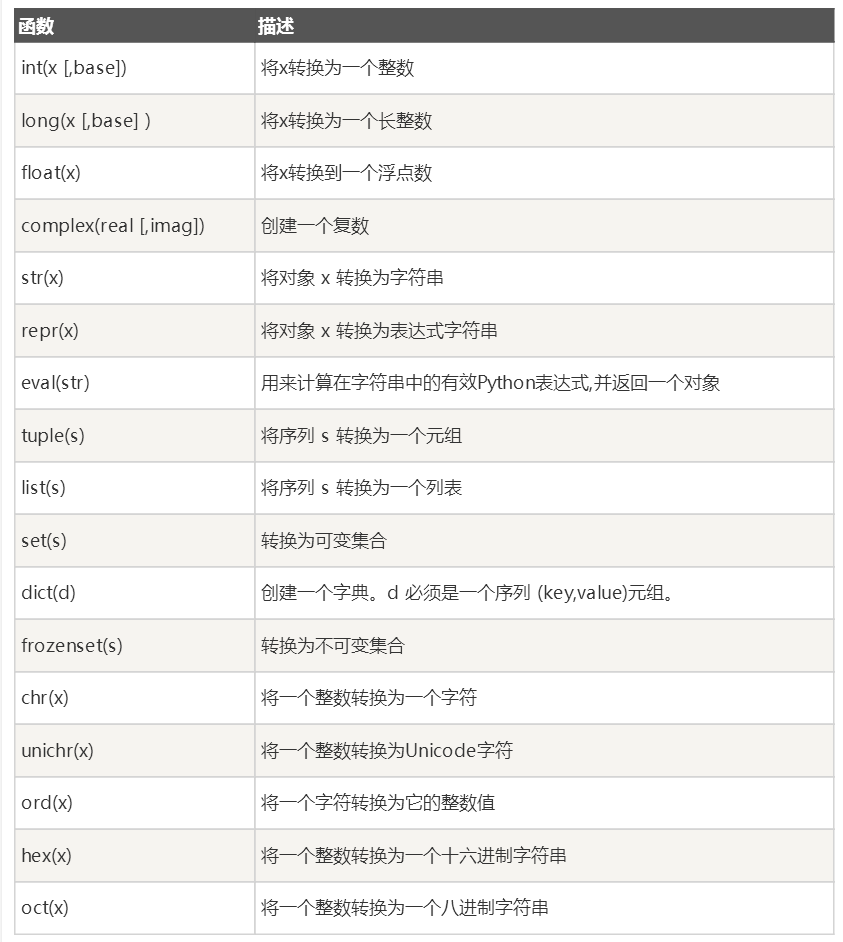 函数 描述
int(x [,base]) 将x转换为一个整数
long(x [,base] ) 将x转换为一个长整数
float(x) 将x转换到一个浮点数
complex(real [,imag]) 创建一个复数
str(x) 将对象 x 转换为字符串
repr(x) 将对象 x 转换为表达式字符串
eval(str) 用来计算在字符串中的有效Python表达式,并返回一个对象
tuple(s) 将序列 s 转换为一个元组
list(s) 将序列 s 转换为一个列表
set(s) 转换为可变集合
dict(d) 创建一个字典。d 必须是一个序列 (key,value)元组。
frozenset(s) 转换为不可变集合
chr(x) 将一个整数转换为一个字符
unichr(x) 将一个整数转换为Unicode字符
ord(x) 将一个字符转换为它的整数值
hex(x) 将一个整数转换为一个十六进制字符串
oct(x) 将一个整数转换为一个八进制字符串